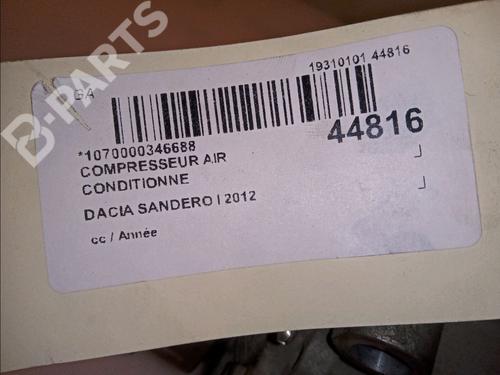 B-PARTS
GA
19310101 44816
*1070000346688
44816
COMPRESSEUR AIR
CONDITIONNE
DACIA SANDERO I 2012
cc / Année